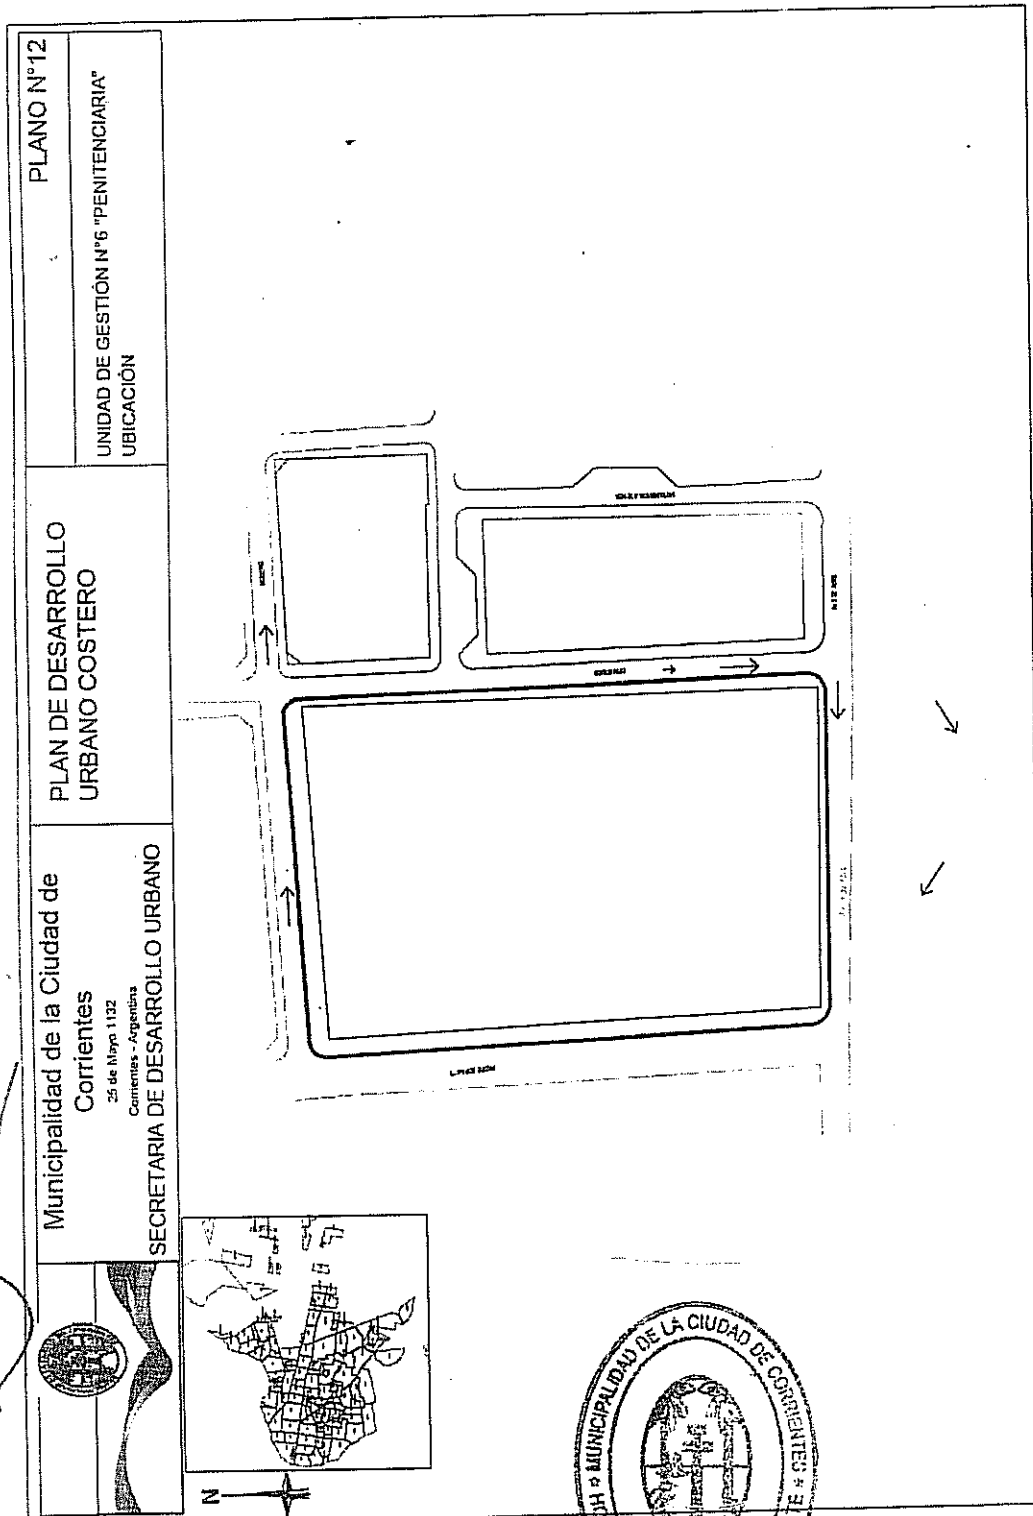 Municipalidad de la Ciudad de
Corrientes
25 de Mayo 1132
Corrientes - Argentina
SECRETARIA DE DESARROLLO URBANO
PLAN DE DESARROLLO
URBANO COSTERO
PLANO N°12
UNIDAD DE GESTIÓN N°6 "PENITENCIARIA"
UBICACIÓN
N
MUNICIPALIDAD DE LA CIUDAD DE CORRIENTES